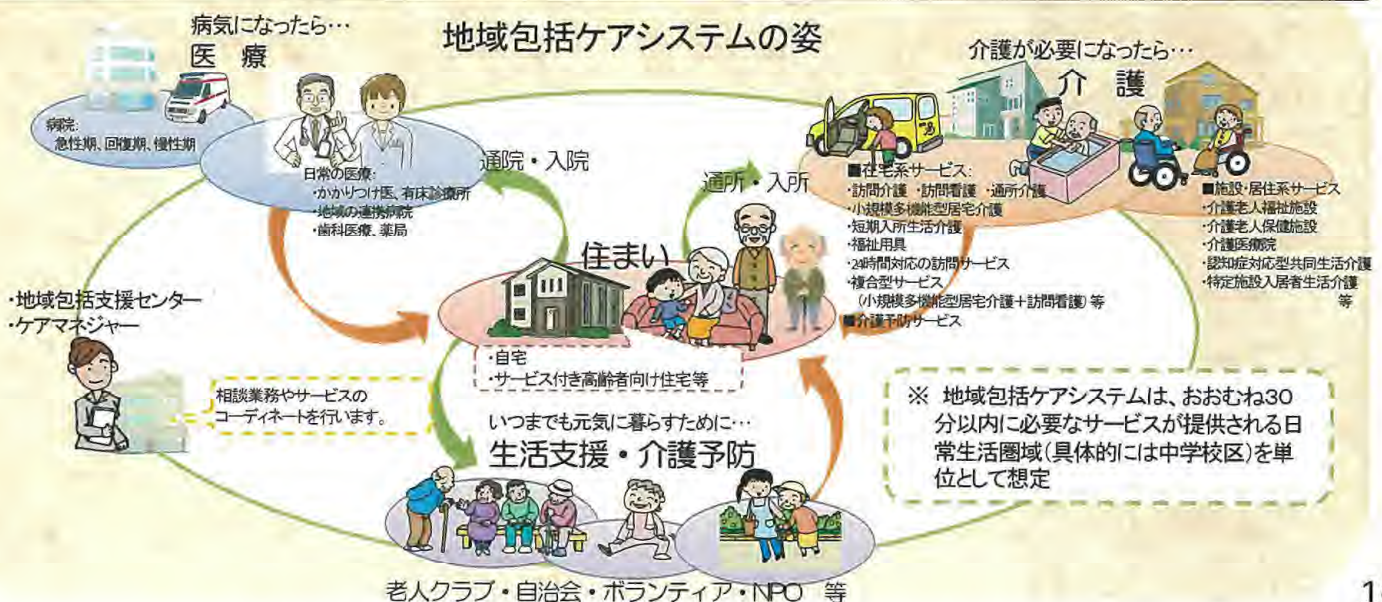 地域包括ケアシステムの姿
病気になったら…
医 療
病院:
急性期、回復期、慢性期
日常の医療:
・かかりつけ医、有床診療所
・地域の連携病院
・歯科医療、薬局
通院・入院
通所・入所
介護が必要になったら…
介 護
■在宅系サービス:
・訪問介護 ・訪問看護 ・通所介護
・小規模多機能型居宅介護
・短期入所生活介護
・福祉用具
・24時間対応の訪問サービス
・複合型サービス
(小規模多機能型居宅介護+訪問看護)等
■介護予防サービス
■施設・居住系サービス
・介護老人福祉施設
・介護老人保健施設
・介護医療院
・認知症対応型共同生活介護
・特定施設入居者生活介護
等
住まい
・自宅
・サービス付き高齢者向け住宅等
・地域包括支援センター
・ケアマネジャー
相談業務やサービスの
コーディネートを行います。
いつまでも元気に暮らすために…
生活支援・介護予防
老人クラブ・自治会・ボランティア・NPO 等
※ 地域包括ケアシステムは、おおむね30
分以内に必要なサービスが提供される日
常生活圏域(具体的には中学校区)を単
位として想定